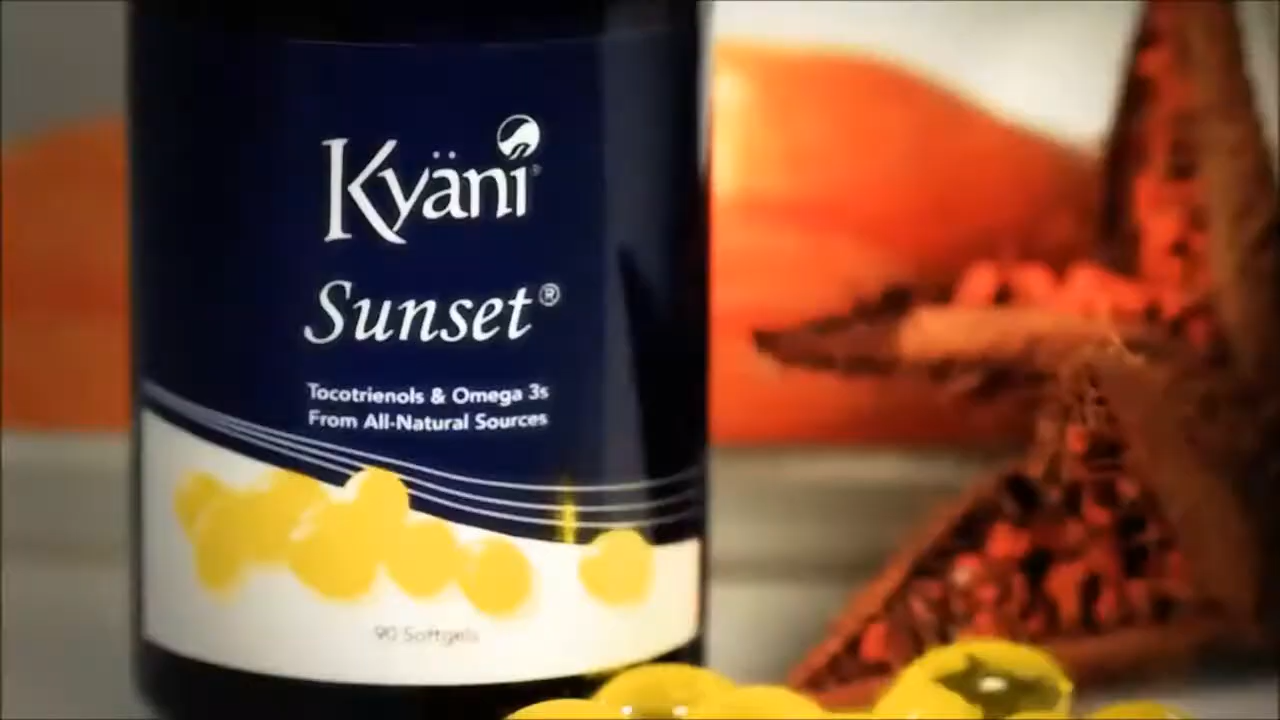 Kyäni®
Sunset®
Tocotrienols & Omega 3s
From All-Natural Sources
90 Softgels